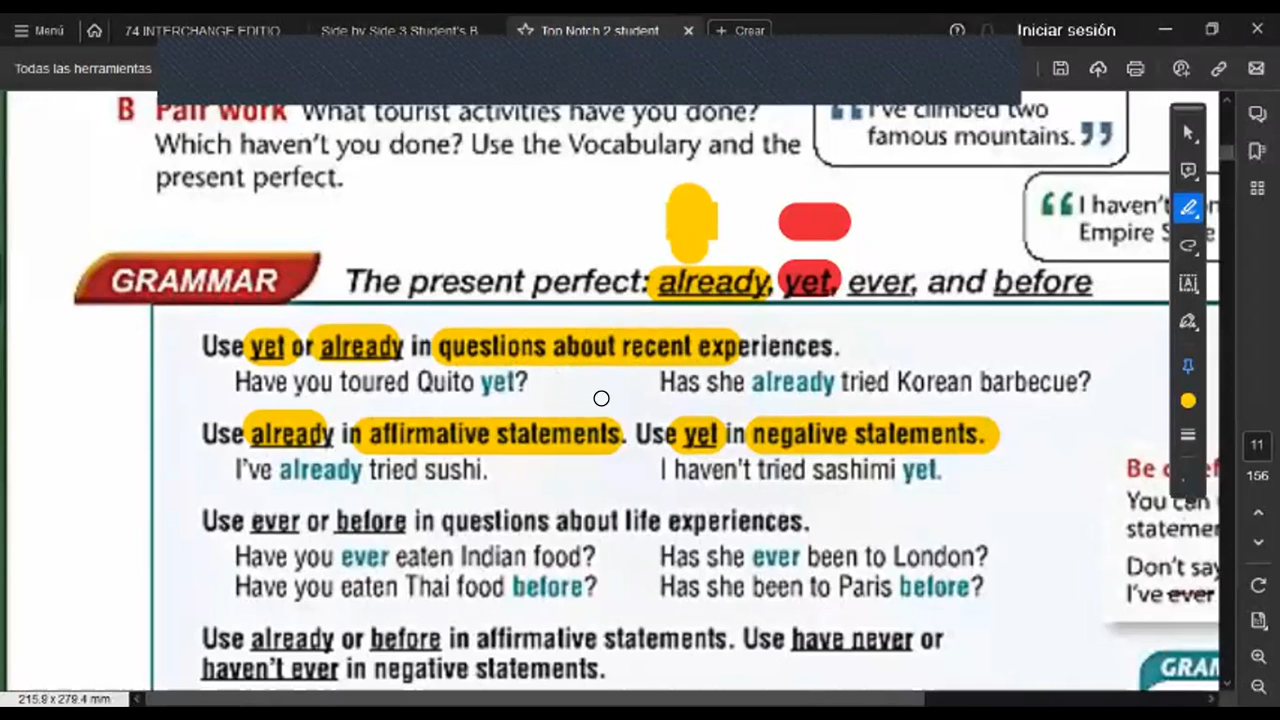 Menú
74 INTERCHANGE EDITIO
Side by Side 3 Student's B
Top Notch 2 student
Crear
Iniciar sesión
Todas las herramientas
B Pair work What tourist activities have you done?
Which haven't you done? Use the Vocabulary and the
present perfect.
“I've climbed two
famous mountains.”
“I haven't
Empire
GRAMMAR
The present perfect: already, yet, ever, and before
Use yet or already in questions about recent experiences.
Have you toured Quito yet?
Has she already tried Korean barbecue?
Use already in affirmative statements. Use yet in negative statements.
I've already tried sushi.
I haven't tried sashimi yet.
Use ever or before in questions about life experiences.
Have you ever eaten Indian food?
Has she ever been to London?
Have you eaten Thai food before?
Has she been to Paris before?
Use already or before in affirmative statements. Use have never or
haven't ever in negative statements.
Be
You can
statemen
Don't say
I've ever
GRAM
11
156
215.9 x 279.4 mm